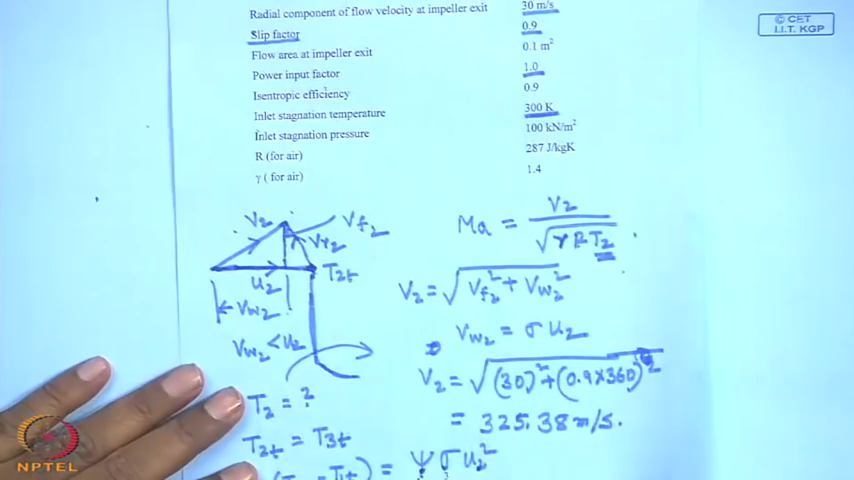 Radial component of flow velocity at impeller exit 30 m/s
© CET
I.I.T. KGP
Slip factor 0.9
Flow area at impeller exit 0.1 m²
Power input factor 1.0
Isentropic efficiency 0.9
Inlet stagnation temperature 300 K
Inlet stagnation pressure 100 kN/m²
R (for air) 287 J/kgK
γ ( for air) 1.4
V₂ Vf₂
Vr₂
u₂ T₂t
Vw₂
Vw₂ < u₂
Ma = V₂ / √(γRT₂)
V₂ = √(Vf₂² + Vw₂²)
Vw₂ = σ u₂
V₂ = √((30)² + (0.9×360)²)
= 325.38 m/s.
T₂ = ?
T₂t = T₃t
T₁t) = Ψ σ u₂²
NPTEL